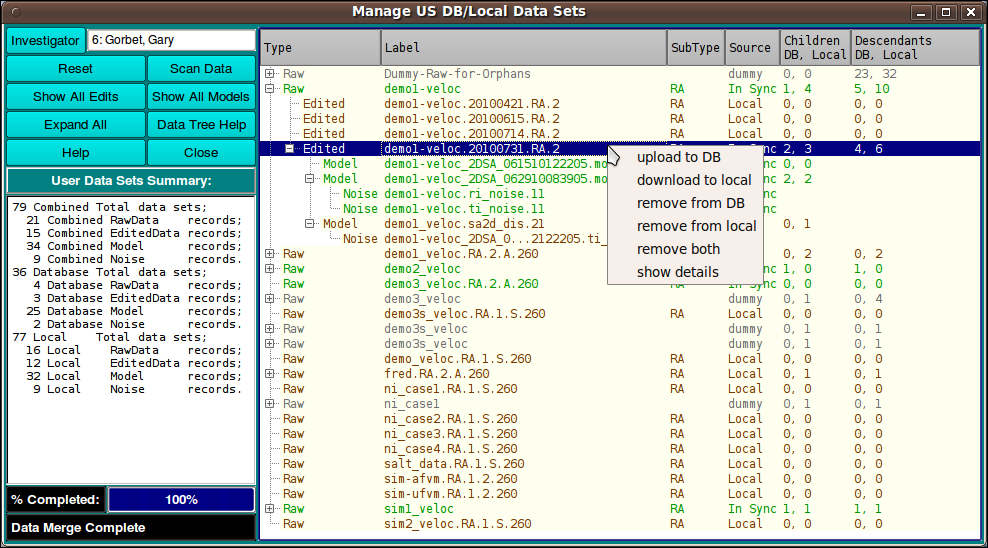 Manage US DB/Local Data Sets
Investigator 6: Gorbet, Gary
Reset Scan Data
Show All Edits Show All Models
Expand All Data Tree Help
Help Close
User Data Sets Summary:
79 Combined Total data sets;
21 Combined RawData records;
15 Combined EditedData records;
34 Combined Model records;
9 Combined Noise records.
36 Database Total data sets;
4 Database RawData records;
3 Database EditedData records;
25 Database Model records;
2 Database Noise records.
77 Local Total data sets;
16 Local RawData records;
12 Local EditedData records;
32 Local Model records;
9 Local Noise records.
% Completed: 100%
Data Merge Complete
Type Label SubType Source Children DB, Local Descendants DB, Local
Raw Dummy-Raw-for-Orphans dummy 0, 0 23, 32
Raw demo1-veloc RA In Sync 1, 4 5, 10
Edited demo1-veloc.20100421.RA.2 RA Local 0, 0 0, 0
Edited demo1-veloc.20100615.RA.2 RA Local 0, 0 0, 0
Edited demo1-veloc.20100714.RA.2 RA Local 0, 0 0, 0
Edited demo1-veloc.20100731.RA.2 2, 3 4, 6
Model demo1-veloc_2DSA_061510122205.mo 0, 0
Model demo1-veloc_2DSA_062910083905.mo 2, 2
Noise demo1-veloc.ri_noise.11
Noise demo1-veloc.ti_noise.11
Model demo1_veloc.sa2d_dis.21 0, 1
Noise demo1-veloc_2DSA_0...2122205.ti_
Raw demo1_veloc.RA.2.A.260 0, 2 0, 2
Raw demo2_veloc Sync 1, 0 1, 0
Raw demo3_veloc.RA.2.A.260 RA In Sync 0, 0 0, 0
Raw demo3_veloc dummy 0, 1 0, 4
Raw demo3s_veloc.RA.1.S.260 RA Local 0, 0 0, 0
Raw demo3s_veloc dummy 0, 1 0, 1
Raw demo3s_veloc dummy 0, 1 0, 1
Raw demo_veloc.RA.1.S.260 RA Local 0, 0 0, 0
Raw fred.RA.2.A.260 RA Local 0, 1 0, 1
Raw ni_case1.RA.1.S.260 RA Local 0, 0 0, 0
Raw ni_case1 dummy 0, 1 0, 1
Raw ni_case2.RA.1.S.260 RA Local 0, 0 0, 0
Raw ni_case3.RA.1.S.260 RA Local 0, 0 0, 0
Raw ni_case4.RA.1.S.260 RA Local 0, 0 0, 0
Raw salt_data.RA.1.S.260 RA Local 0, 0 0, 0
Raw sim-afvm.RA.1.2.260 RA Local 0, 0 0, 0
Raw sim-ufvm.RA.1.2.260 RA Local 0, 0 0, 0
Raw sim1_veloc RA In Sync 1, 1 1, 1
Raw sim2_veloc RA Local 0, 0 0, 0
upload to DB
download to local
remove from DB
remove from local
remove both
show details